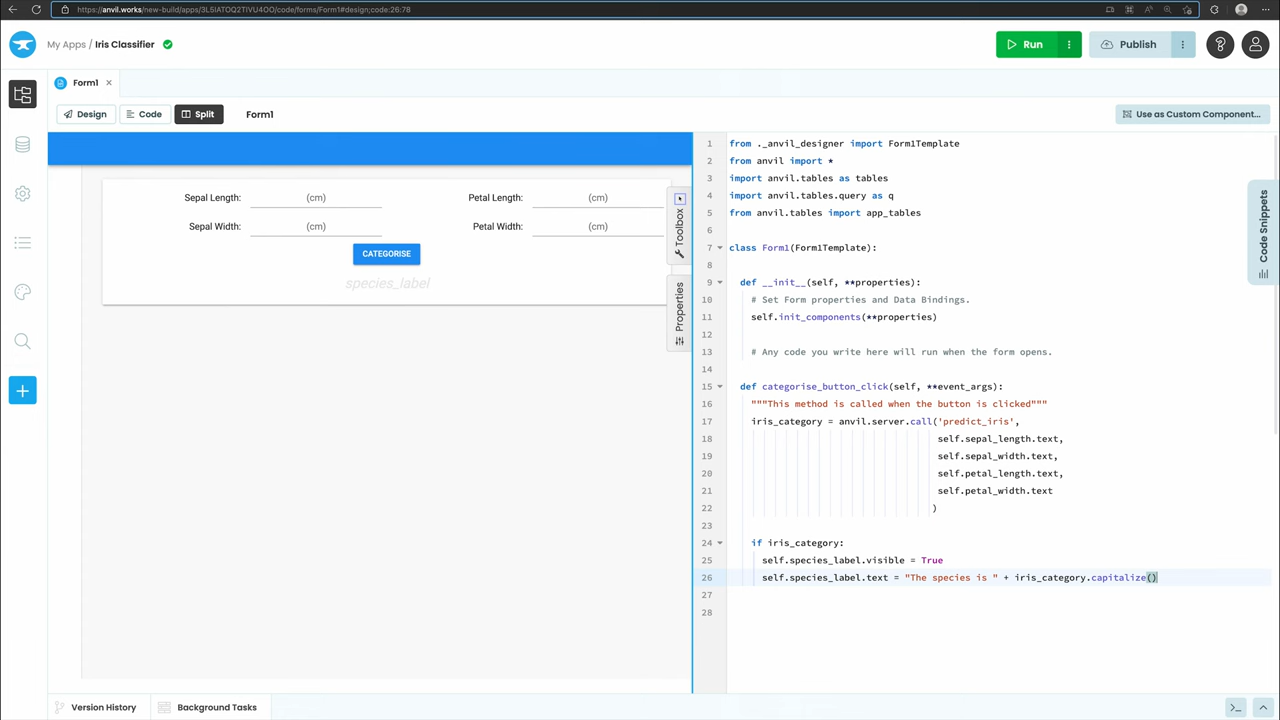 https://anvil.works/new-build/apps/3L5IATOQ2TIVU4OO/code/forms/Form1#design;code:26:78
My Apps / Iris Classifier
Run
Publish
Form1
Design
Code
Split
Form1
Use as Custom Component...
Sepal Length:
(cm)
Petal Length:
(cm)
Sepal Width:
(cm)
Petal Width:
(cm)
CATEGORISE
species_label
Toolbox
Properties
1 from ._anvil_designer import Form1Template
2 from anvil import *
3 import anvil.tables as tables
4 import anvil.tables.query as q
5 from anvil.tables import app_tables
6
7 class Form1(Form1Template):
8
9 def __init__(self, **properties):
10 # Set Form properties and Data Bindings.
11 self.init_components(**properties)
12
13 # Any code you write here will run when the form opens.
14
15 def categorise_button_click(self, **event_args):
16 """This method is called when the button is clicked"""
17 iris_category = anvil.server.call('predict_iris',
18 self.sepal_length.text,
19 self.sepal_width.text,
20 self.petal_length.text,
21 self.petal_width.text
22 )
23
24 if iris_category:
25 self.species_label.visible = True
26 self.species_label.text = "The species is " + iris_category.capitalize()
27
28
Code Snippets
Version History
Background Tasks